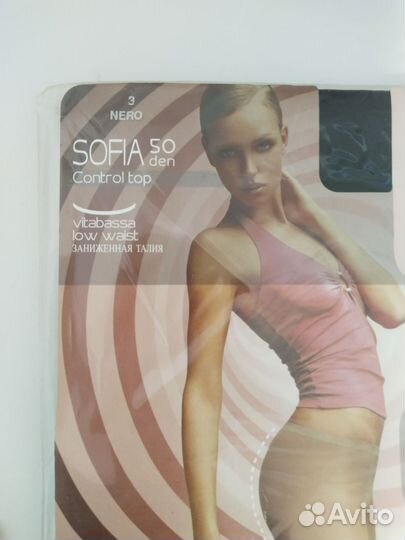 3
NERO
SOFIA 50
den
Control top
vitabassa
low waist
ЗАНИЖЕННАЯ ТАЛИЯ
Avito